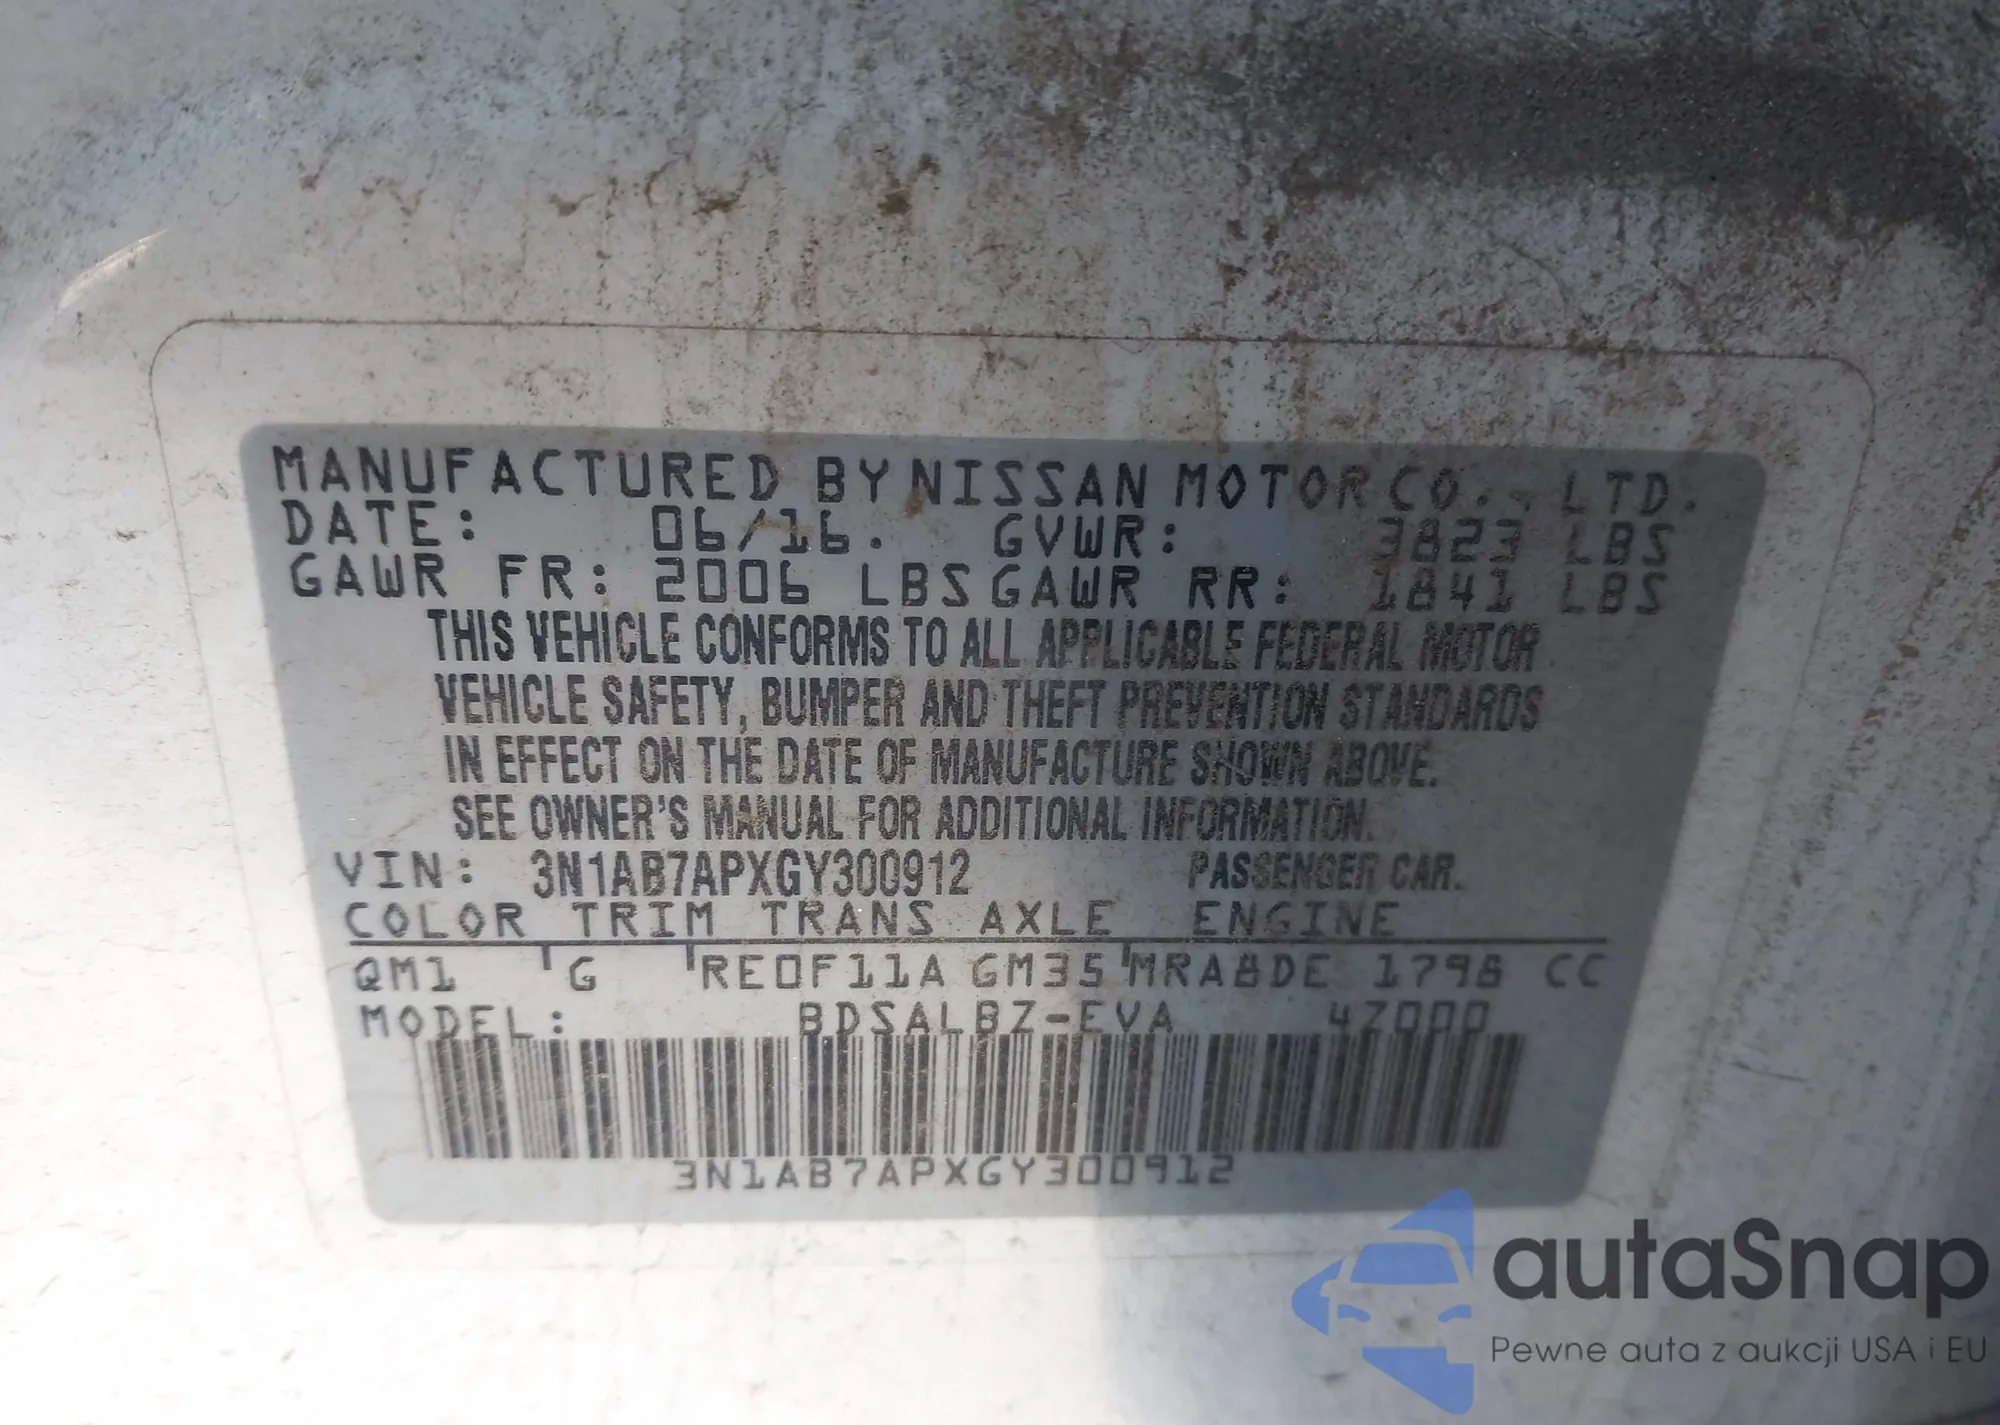 MANUFACTURED BY NISSAN MOTOR CO., LTD.
DATE: 06/16. GVWR: 3823 LBS
GAWR FR: 2006 LBS GAWR RR: 1841 LBS
THIS VEHICLE CONFORMS TO ALL APPLICABLE FEDERAL MOTOR
VEHICLE SAFETY, BUMPER AND THEFT PREVENTION STANDARDS
IN EFFECT ON THE DATE OF MANUFACTURE SHOWN ABOVE.
SEE OWNER'S MANUAL FOR ADDITIONAL INFORMATION.
VIN: 3N1AB7APXGY300912 PASSENGER CAR.
COLOR TRIM TRANS AXLE ENGINE
QM1 G RE0F11A GM35 MRA8DE 1798 CC
MODEL: BDSALBZ-EVA 4Z000
3N1AB7APXGY300912
autaSnap
Pewne auta z aukcji USA i EU